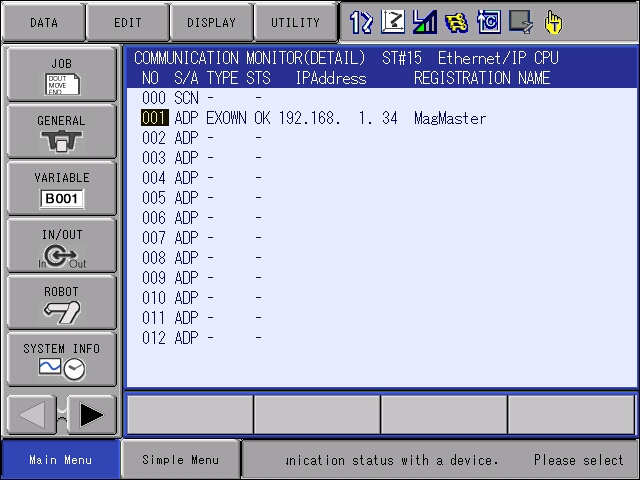 DATA EDIT DISPLAY UTILITY
JOB
DOUT
MOVE
END
GENERAL
VARIABLE
B001
IN/OUT
In Out
ROBOT
SYSTEM INFO
COMMUNICATION MONITOR(DETAIL) ST#15 Ethernet/IP CPU
NO S/A TYPE STS IPAddress REGISTRATION NAME
000 SCN - -
001 ADP EXOWN OK 192.168. 1. 34 MagMaster
002 ADP - -
003 ADP - -
004 ADP - -
005 ADP - -
006 ADP - -
007 ADP - -
008 ADP - -
009 ADP - -
010 ADP - -
011 ADP - -
012 ADP - -
Main Menu Simple Menu unication status with a device. Please select